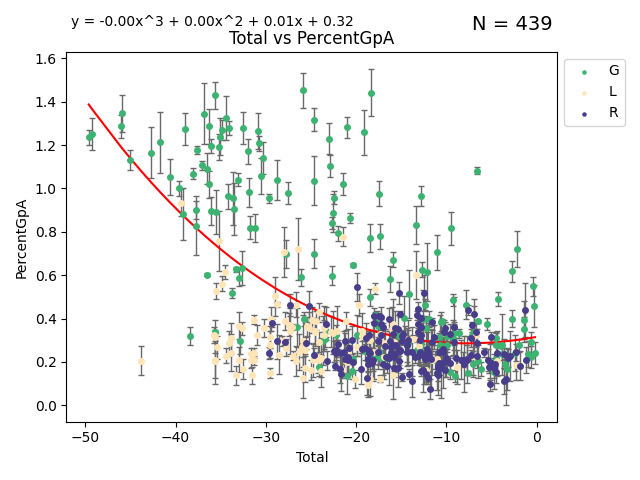 y = -0.00x^3 + 0.00x^2 + 0.01x + 0.32
N = 439
Total vs PercentGpA
1.6
1.4
1.2
1.0
0.8
0.6
0.4
0.2
0.0
PercentGpA
−50
−40
−30
−20
−10
0
Total
G
L
R